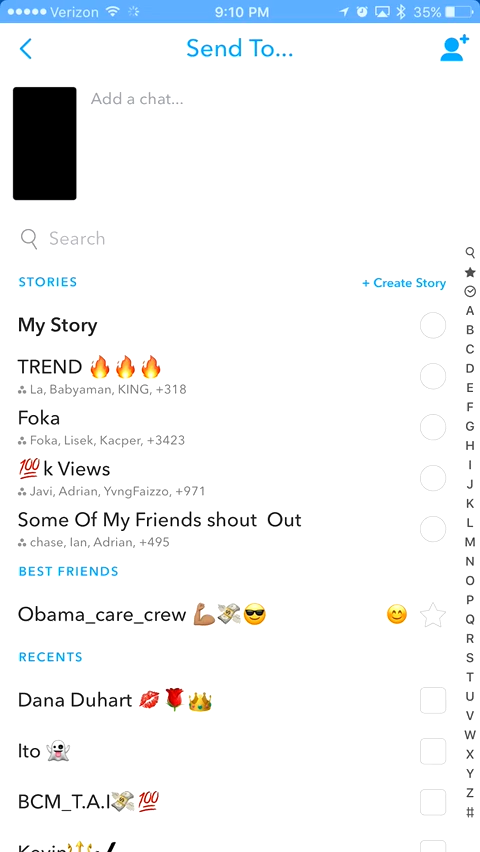 Verizon 9:10 PM 35%
Send To...
Add a chat...
Search
STORIES + Create Story
My Story
TREND 🔥🔥🔥
La, Babyaman, KING, +318
Foka
Foka, Lisek, Kacper, +3423
💯k Views
Javi, Adrian, YvngFaizzo, +971
Some Of My Friends shout Out
chase, Ian, Adrian, +495
BEST FRIENDS
Obama_care_crew 💪🏽💸😎 😊
RECENTS
Dana Duhart 💋🌹👑
Ito 👻
BCM_T.A.I💸💯
A
B
C
D
E
F
G
H
I
J
K
L
M
N
O
P
Q
R
S
T
U
V
W
X
Y
Z
#